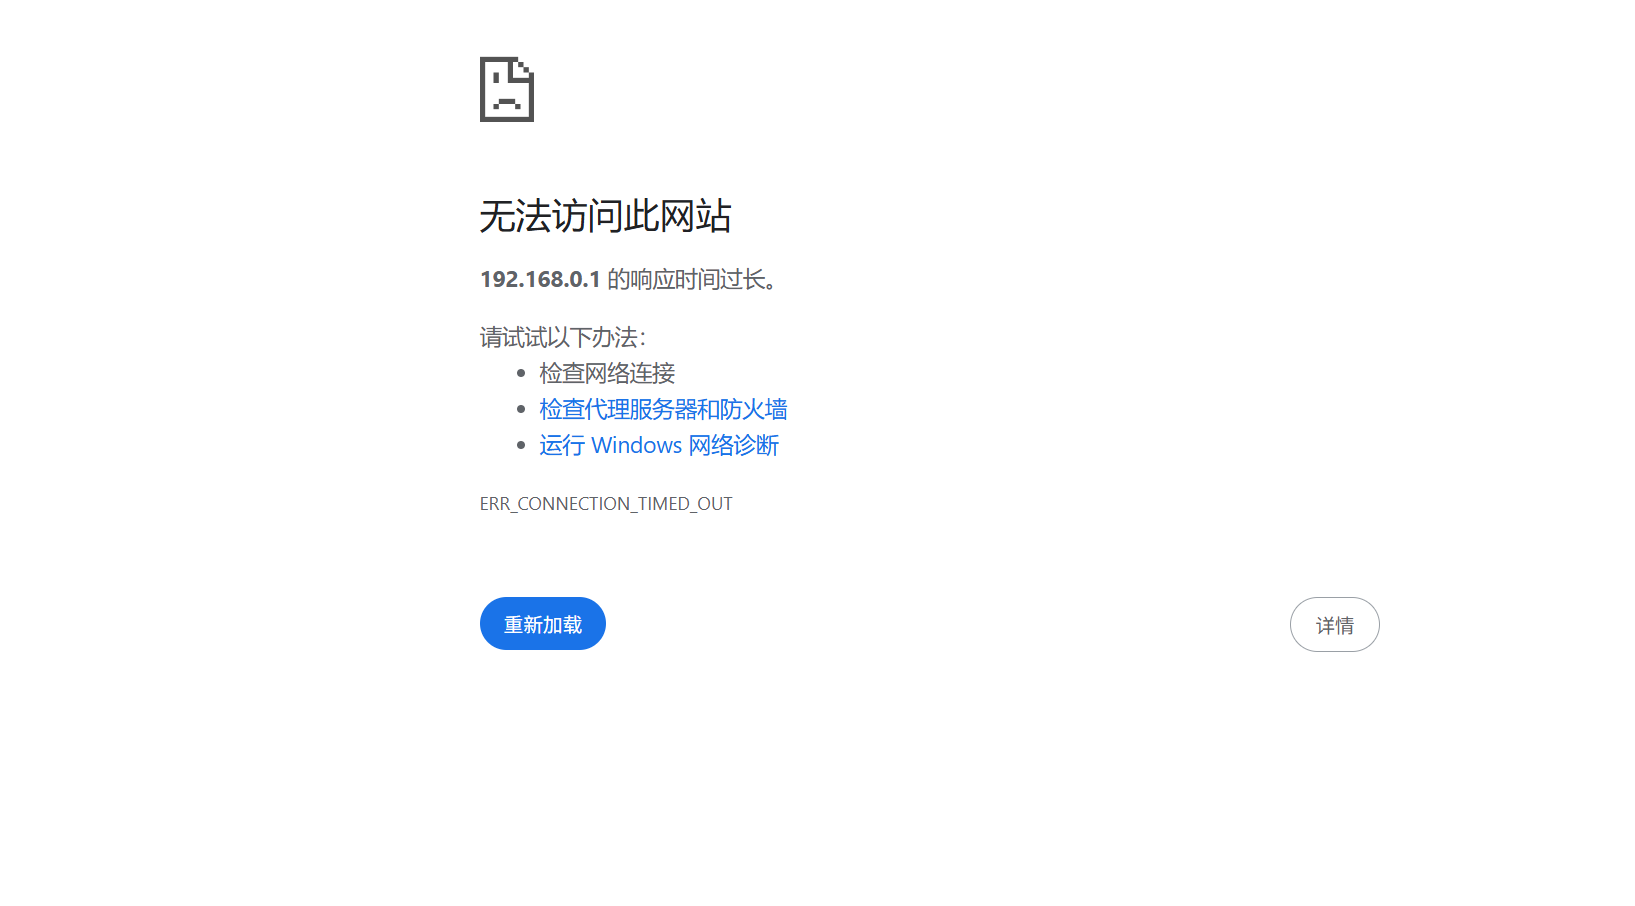 无法访问此网站
192.168.0.1 的响应时间过长。
请试试以下办法：
检查网络连接
检查代理服务器和防火墙
运行 Windows 网络诊断
ERR_CONNECTION_TIMED_OUT
重新加载
详情